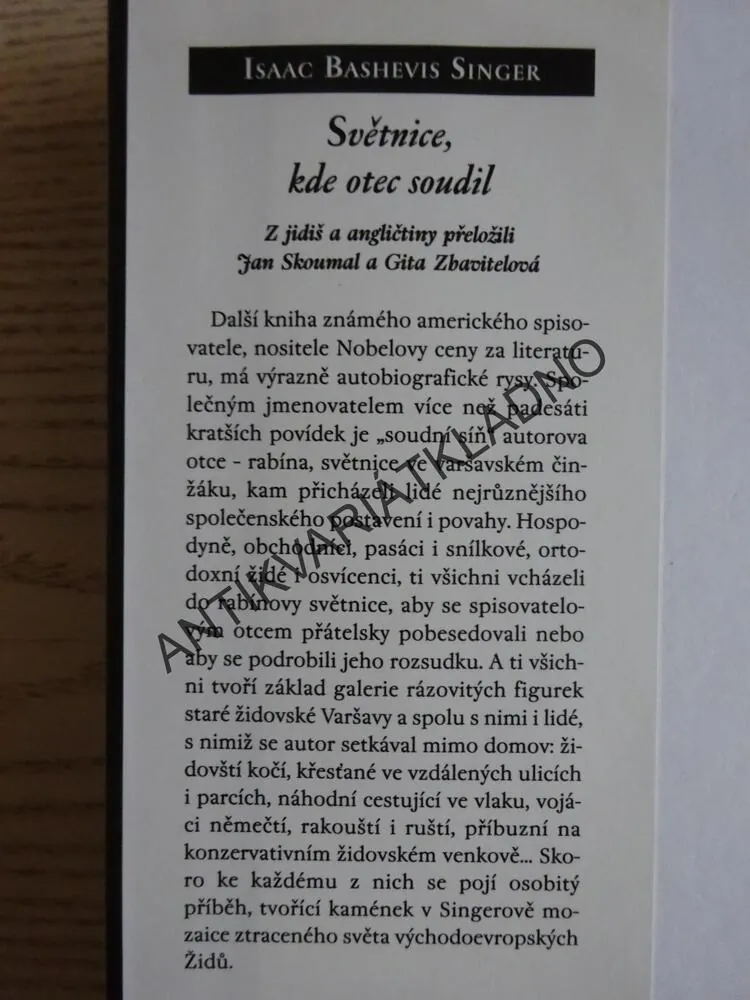 Isaac Bashevis Singer
Světnice,
kde otec soudil
Z jidiš a angličtiny přeložili
Jan Skoumal a Gita Zbavitelová
Další kniha známého amerického spiso-
vatele, nositele Nobelovy ceny za literatu-
ru, má výrazně autobiografické rysy. Spo-
lečným jmenovatelem více než padesáti
kratších povídek je „soudní síň“ autorova
otce - rabína, světnice ve varšavském čin-
žáku, kam přicházeli lidé nejrůznějšího
společenského postavení i povahy. Hospo-
dyně, obchodníci, pasáci i snílkové, orto-
doxní židé i osvícenci, ti všichni vcházeli
do rabínovy světnice, aby se spisovatelo-
vým otcem přátelsky pobesedovali nebo
aby se podrobili jeho rozsudku. A ti všich-
ni tvoří základ galerie rázovitých figurek
staré židovské Varšavy a spolu s nimi i lidé,
s nimiž se autor setkával mimo domov: ži-
dovští kočí, křesťané ve vzdálených ulicích
i parcích, náhodní cestující ve vlaku, vojá-
ci němečtí, rakouští i ruští, příbuzní na
konzervativním židovském venkově... Sko-
ro ke každému z nich se pojí osobitý
příběh, tvořící kamének v Singerově mo-
zaice ztraceného světa východoevropských
Židů.
ANTIKVARIÁTKLADNO